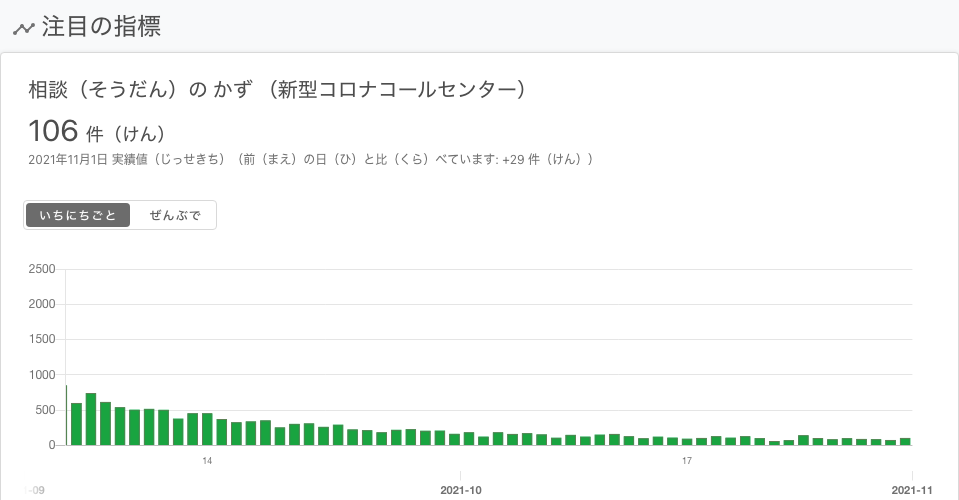 注目の指標
相談（そうだん）の かず （新型コロナコールセンター）
106 件（けん）
2021年11月1日 実績値（じっせきち）（前（まえ）の日（ひ）と比（くら）べています: +29 件（けん））
いちにちごと ぜんぶで
2500
2000
1500
1000
500
0
14 17
-09 2021-10 2021-11